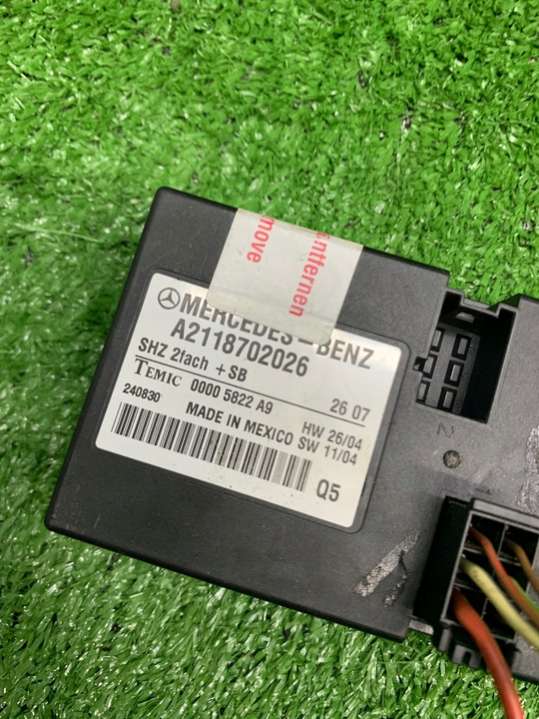 entfernen
move
MERCEDES-BENZ
A2118702026
SHZ 2fach + SB
TEMIC 0000 5822 A9 26 07
240830 MADE IN MEXICO HW 26/04
SW 11/04
Q5
N